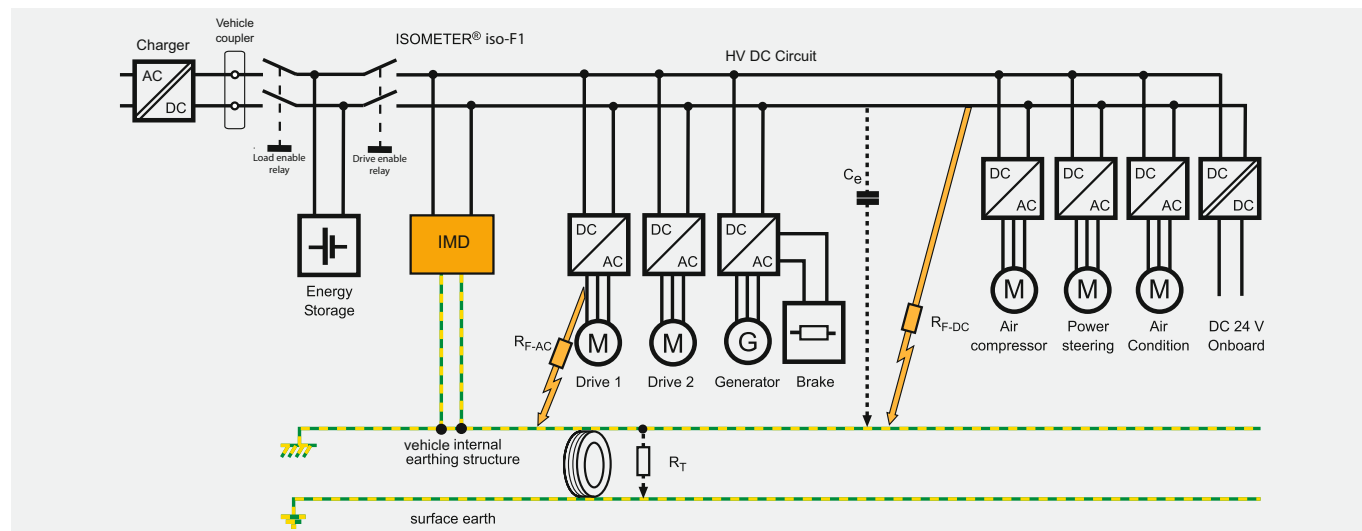 Vehicle
coupler
Charger
ISOMETER® iso-F1
HV DC Circuit
AC
DC
Load enable
relay
Drive enable
relay
Energy
Storage
IMD
DC
AC
DC
AC
DC
AC
Ce
DC
AC
DC
AC
DC
AC
DC
DC
RF-AC
M
M
G
RF-DC
M
M
M
Drive 1
Drive 2
Generator
Brake
Air
compressor
Power
steering
Air
Condition
DC 24 V
Onboard
vehicle internal
earthing structure
RT
surface earth